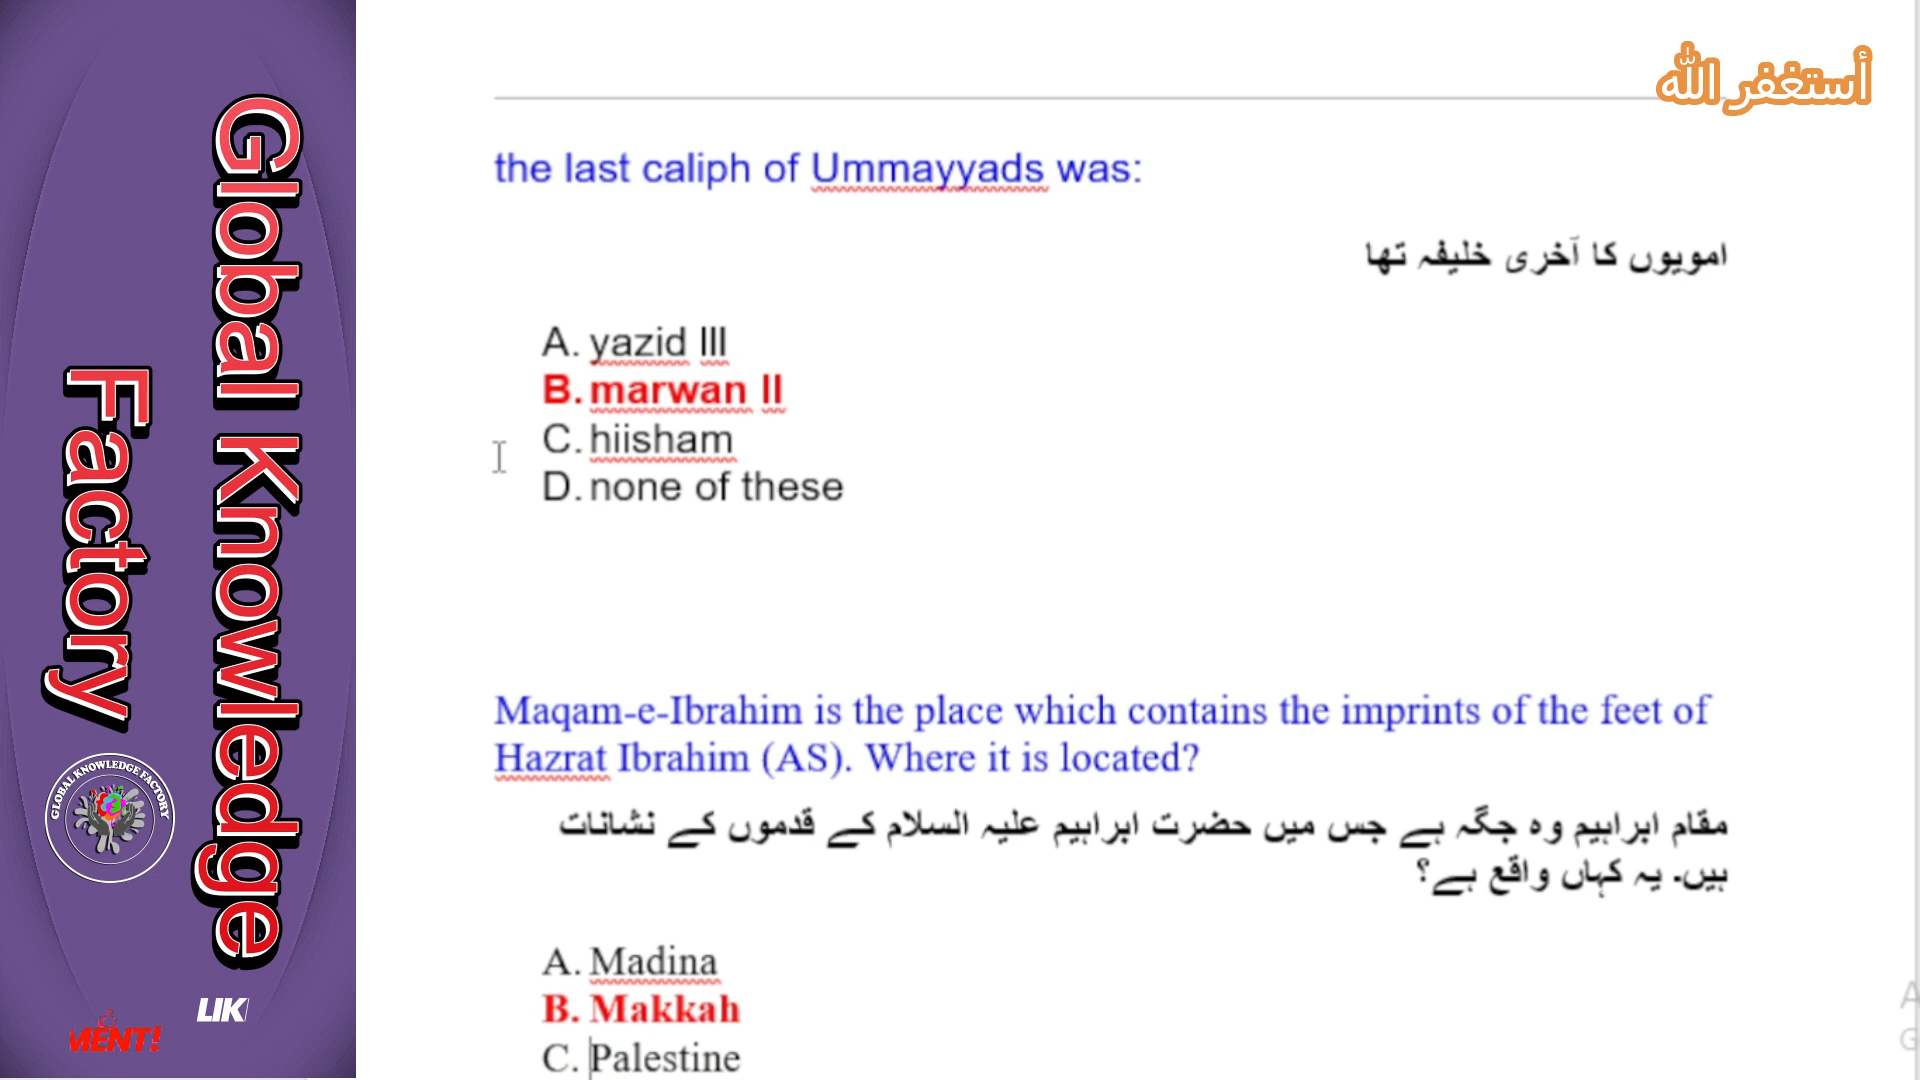 Global Knowledge
Factory
GLOBAL KNOWLEDGE FACTORY
LIK
MENT!
أستغفر الله
the last caliph of Ummayyads was:
امویوں کا آخری خلیفہ تھا
A. yazid III
B. marwan II
C. hiisham
D. none of these
Maqam-e-Ibrahim is the place which contains the imprints of the feet of
Hazrat Ibrahim (AS). Where it is located?
مقام ابراہیم وہ جگہ ہے جس میں حضرت ابراہیم علیہ السلام کے قدموں کے نشانات
ہیں۔ یہ کہاں واقع ہے؟
A. Madina
B. Makkah
C. Palestine
A
G